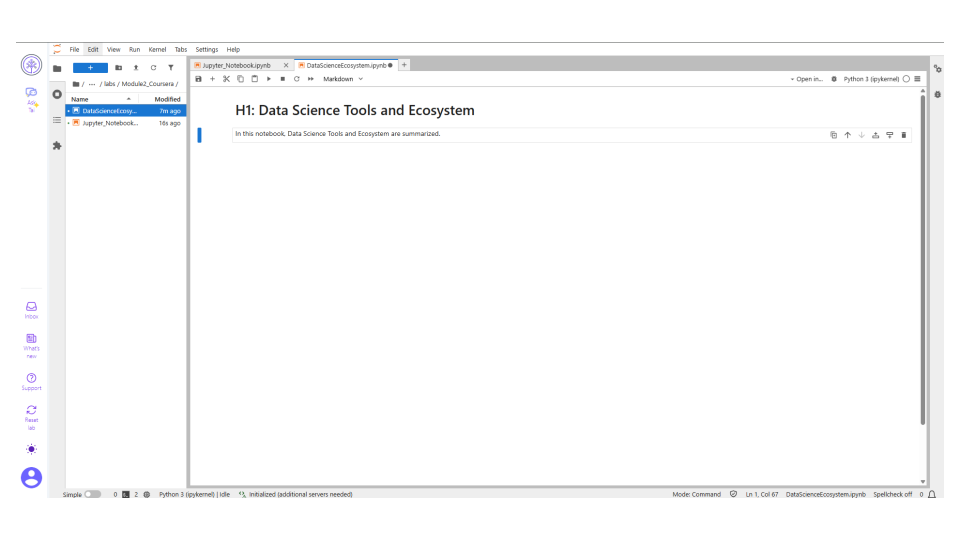 File Edit View Run Kernel Tabs Settings Help
Jupyter_Notebook.ipynb × DataScienceEcosystem.ipynb +
Markdown Open in... Python 3 (ipykernel)
/ ··· / labs / Module2_Coursera /
Name Modified
DataScienceEcosy... 7m ago
Jupyter_Notebook... 16s ago
H1: Data Science Tools and Ecosystem
In this notebook, Data Science Tools and Ecosystem are summarized.
Inbox
What's
new
Support
Reset
lab
Simple 0 2 Python 3 (ipykernel) | Idle Initialized (additional servers needed) Mode: Command Ln 1, Col 67 DataScienceEcosystem.ipynb Spellcheck off 0